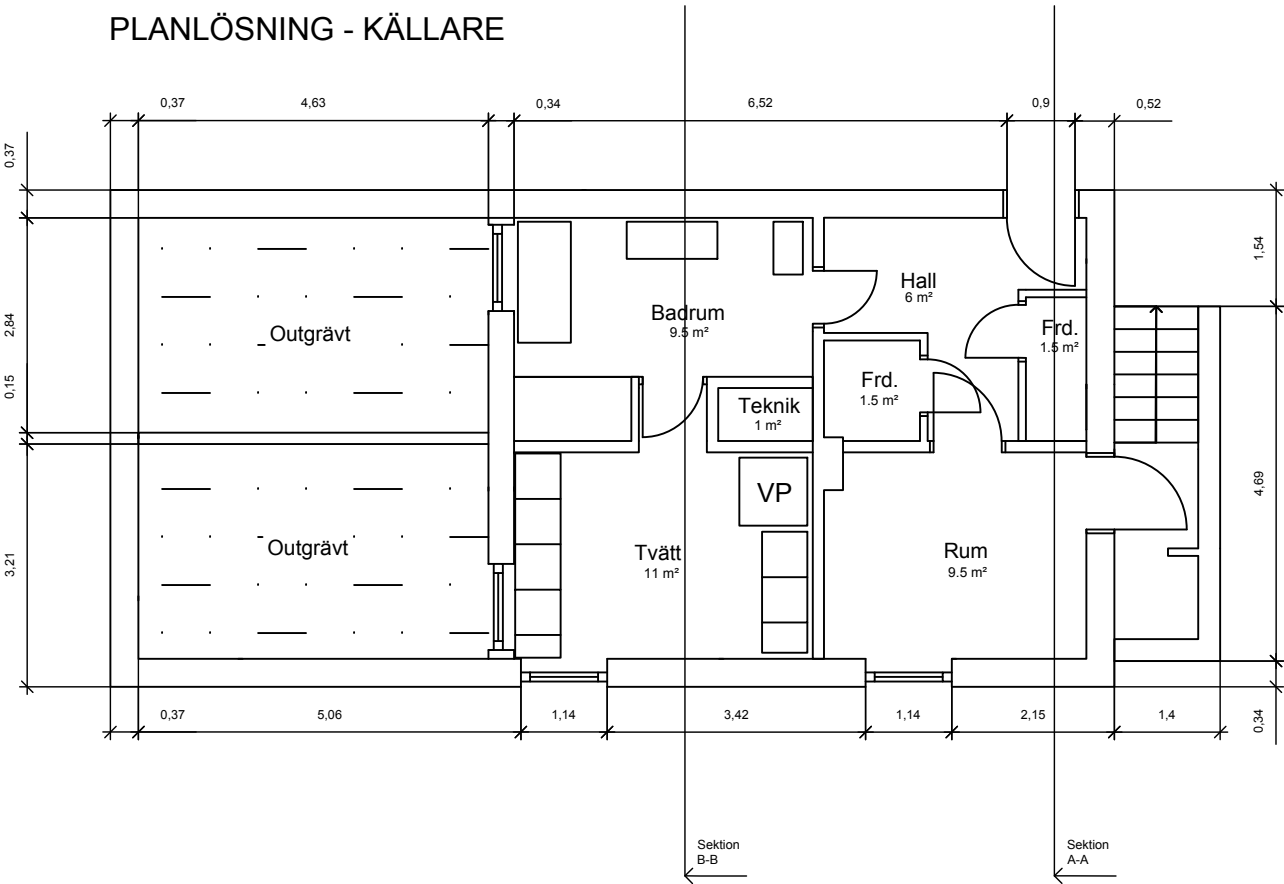 PLANLÖSNING - KÄLLARE
0,37
4,63
0,34
6,52
0,9
0,52
0,37
2,84
0,15
3,21
1,54
4,69
0,34
Outgrävt
Badrum
9.5 m²
Hall
6 m²
Frd.
1.5 m²
Frd.
1.5 m²
Teknik
1 m²
VP
Outgrävt
Tvätt
11 m²
Rum
9.5 m²
0,37
5,06
1,14
3,42
1,14
2,15
1,4
Sektion
B-B
Sektion
A-A